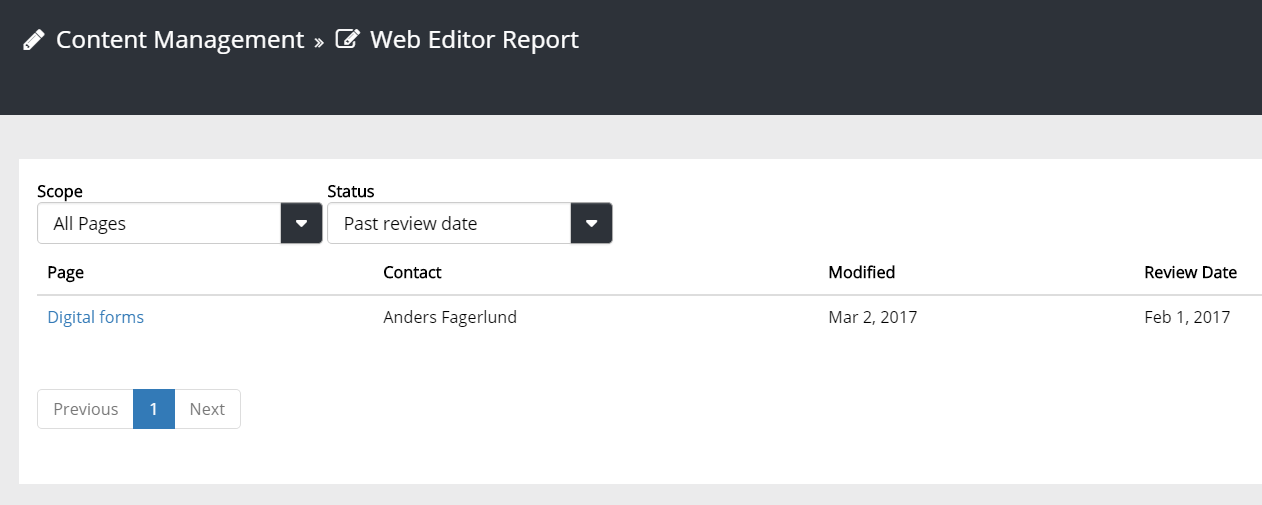 Content Management » Web Editor Report
Scope Status
All Pages Past review date
Page Contact Modified Review Date
Digital forms Anders Fagerlund Mar 2, 2017 Feb 1, 2017
Previous 1 Next